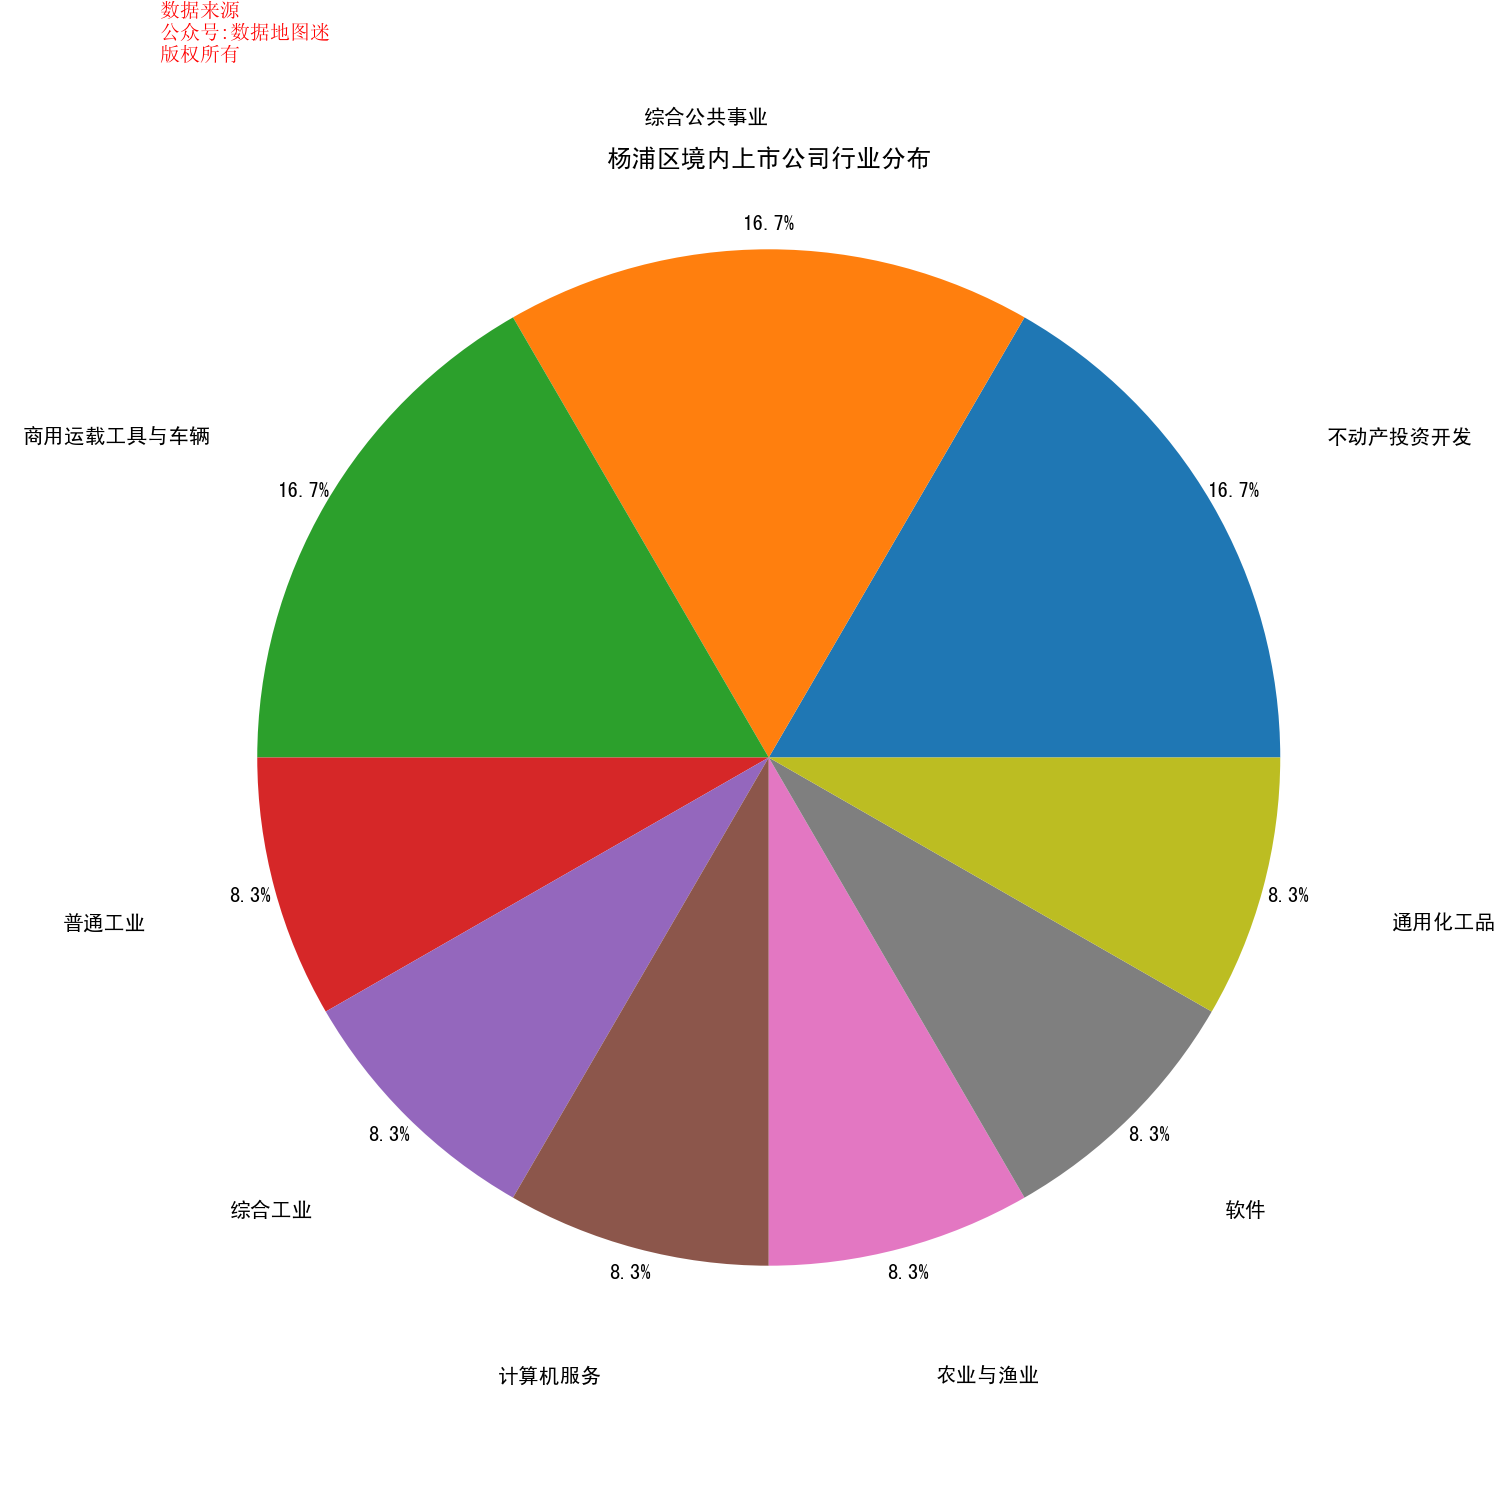 数据来源
公众号:数据地图迷
版权所有
综合公共事业
杨浦区境内上市公司行业分布
16.7%
商用运载工具与车辆
不动产投资开发
16.7%
16.7%
8.3%
8.3%
普通工业
通用化工品
8.3%
8.3%
综合工业
软件
8.3%
8.3%
计算机服务
农业与渔业